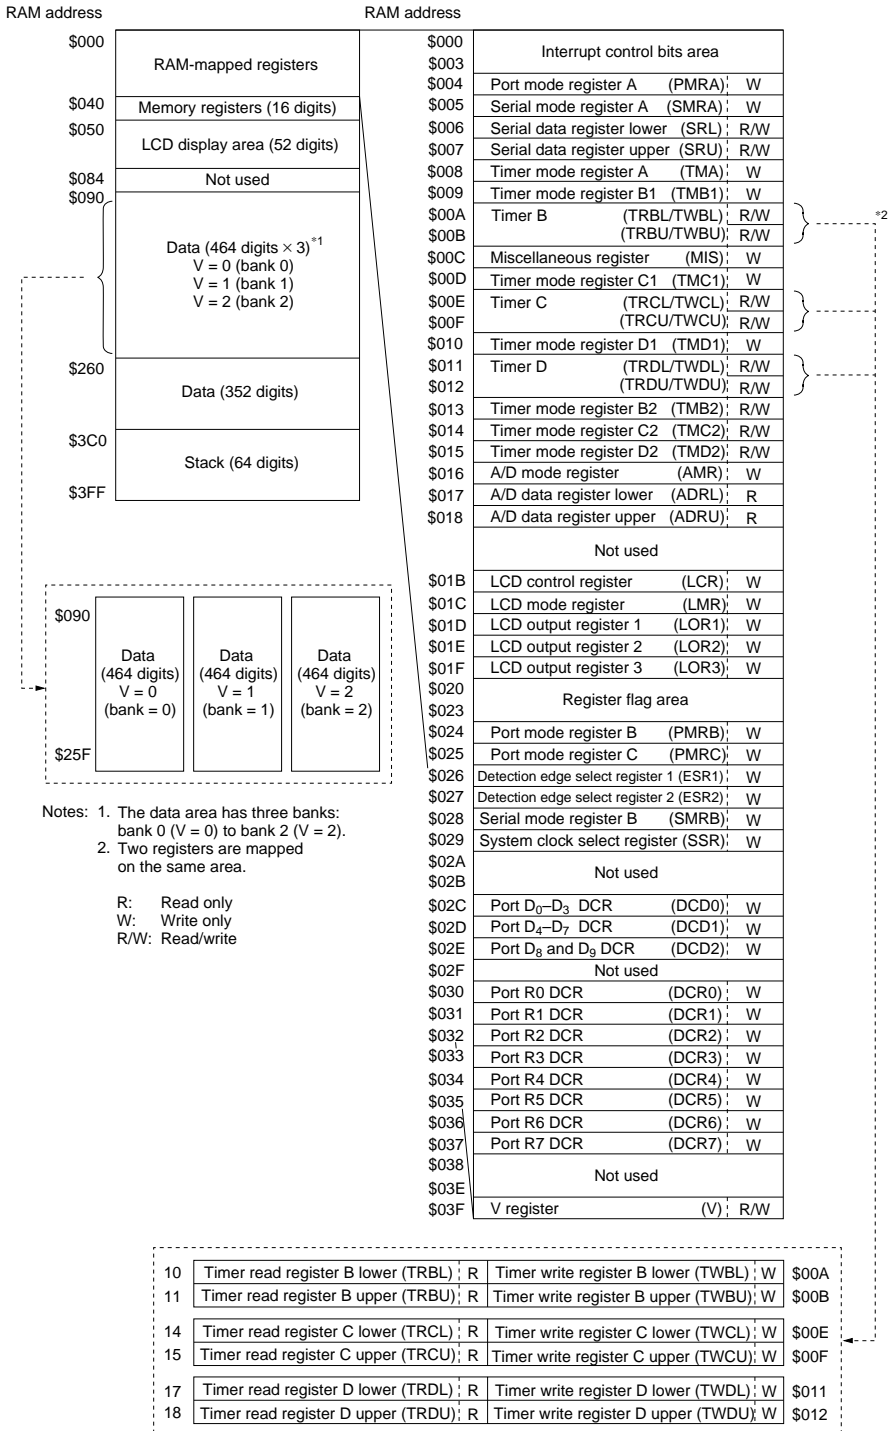 RAM address
$000
RAM-mapped registers
$040
Memory registers (16 digits)
$050
LCD display area (52 digits)
$084
Not used
$090
Data (464 digits × 3)*1
V = 0 (bank 0)
V = 1 (bank 1)
V = 2 (bank 2)
$260
Data (352 digits)
$3C0
Stack (64 digits)
$3FF
$090
Data
(464 digits)
V = 0
(bank = 0)
Data
(464 digits)
V = 1
(bank = 1)
Data
(464 digits)
V = 2
(bank = 2)
$25F
Notes: 1. The data area has three banks:
bank 0 (V = 0) to bank 2 (V = 2).
2. Two registers are mapped
on the same area.
R: Read only
W: Write only
R/W: Read/write
RAM address
$000
Interrupt control bits area
$003
$004 Port mode register A (PMRA) W
$005 Serial mode register A (SMRA) W
$006 Serial data register lower (SRL) R/W
$007 Serial data register upper (SRU) R/W
$008 Timer mode register A (TMA) W
$009 Timer mode register B1 (TMB1) W
$00A Timer B (TRBL/TWBL) R/W
*2
$00B (TRBU/TWBU) R/W
$00C Miscellaneous register (MIS) W
$00D Timer mode register C1 (TMC1) W
$00E Timer C (TRCL/TWCL) R/W
$00F (TRCU/TWCU) R/W
$010 Timer mode register D1 (TMD1) W
$011 Timer D (TRDL/TWDL) R/W
$012 (TRDU/TWDU) R/W
$013 Timer mode register B2 (TMB2) R/W
$014 Timer mode register C2 (TMC2) R/W
$015 Timer mode register D2 (TMD2) R/W
$016 A/D mode register (AMR) W
$017 A/D data register lower (ADRL) R
$018 A/D data register upper (ADRU) R
Not used
$01B LCD control register (LCR) W
$01C LCD mode register (LMR) W
$01D LCD output register 1 (LOR1) W
$01E LCD output register 2 (LOR2) W
$01F LCD output register 3 (LOR3) W
$020
Register flag area
$023
$024 Port mode register B (PMRB) W
$025 Port mode register C (PMRC) W
$026 Detection edge select register 1 (ESR1) W
$027 Detection edge select register 2 (ESR2) W
$028 Serial mode register B (SMRB) W
$029 System clock select register (SSR) W
$02A
Not used
$02B
$02C Port D0–D3 DCR (DCD0) W
$02D Port D4–D7 DCR (DCD1) W
$02E Port D8 and D9 DCR (DCD2) W
$02F Not used
$030 Port R0 DCR (DCR0) W
$031 Port R1 DCR (DCR1) W
$032 Port R2 DCR (DCR2) W
$033 Port R3 DCR (DCR3) W
$034 Port R4 DCR (DCR4) W
$035 Port R5 DCR (DCR5) W
$036 Port R6 DCR (DCR6) W
$037 Port R7 DCR (DCR7) W
$038
Not used
$03E
$03F V register (V) R/W
10 Timer read register B lower (TRBL) R Timer write register B lower (TWBL) W $00A
11 Timer read register B upper (TRBU) R Timer write register B upper (TWBU) W $00B
14 Timer read register C lower (TRCL) R Timer write register C lower (TWCL) W $00E
15 Timer read register C upper (TRCU) R Timer write register C upper (TWCU) W $00F
17 Timer read register D lower (TRDL) R Timer write register D lower (TWDL) W $011
18 Timer read register D upper (TRDU) R Timer write register D upper (TWDU) W $012